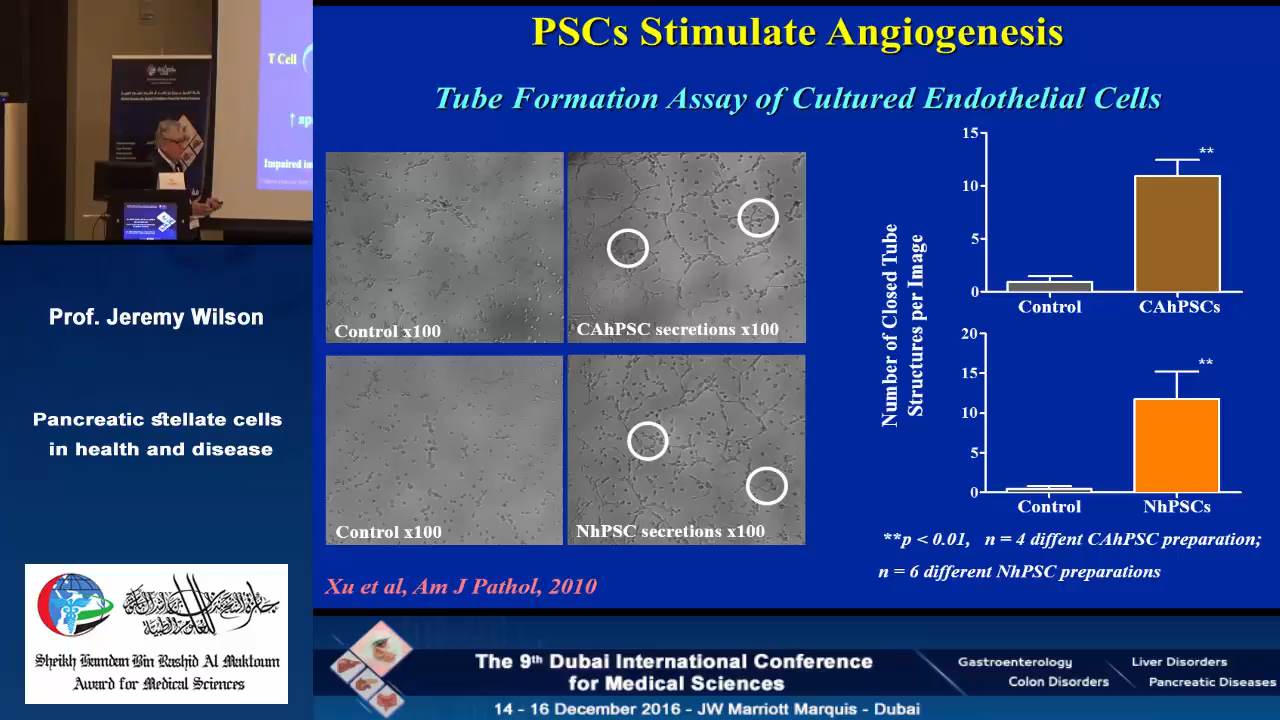 PSCs Stimulate Angiogenesis
Tube Formation Assay of Cultured Endothelial Cells
T Cell
Impaired
Control x100
CAhPSC secretions x100
Control x100
NhPSC secretions x100
Number of Closed Tube
Structures per Image
15
10
5
0
**
Control
CAhPSCs
20
15
10
5
0
**
Control
NhPSCs
**p < 0.01, n = 4 diffent CAhPSC preparation;
n = 6 different NhPSC preparations
Xu et al, Am J Pathol, 2010
Prof. Jeremy Wilson
Pancreatic stellate cells
in health and disease
Sheikh Hamdan Bin Rashid Al Maktoum
Award for Medical Sciences
The 9th Dubai International Conference
for Medical Sciences
14 - 16 December 2016 - JW Marriott Marquis - Dubai
Gastroenterology
Colon Disorders
Liver Disorders
Pancreatic Diseases